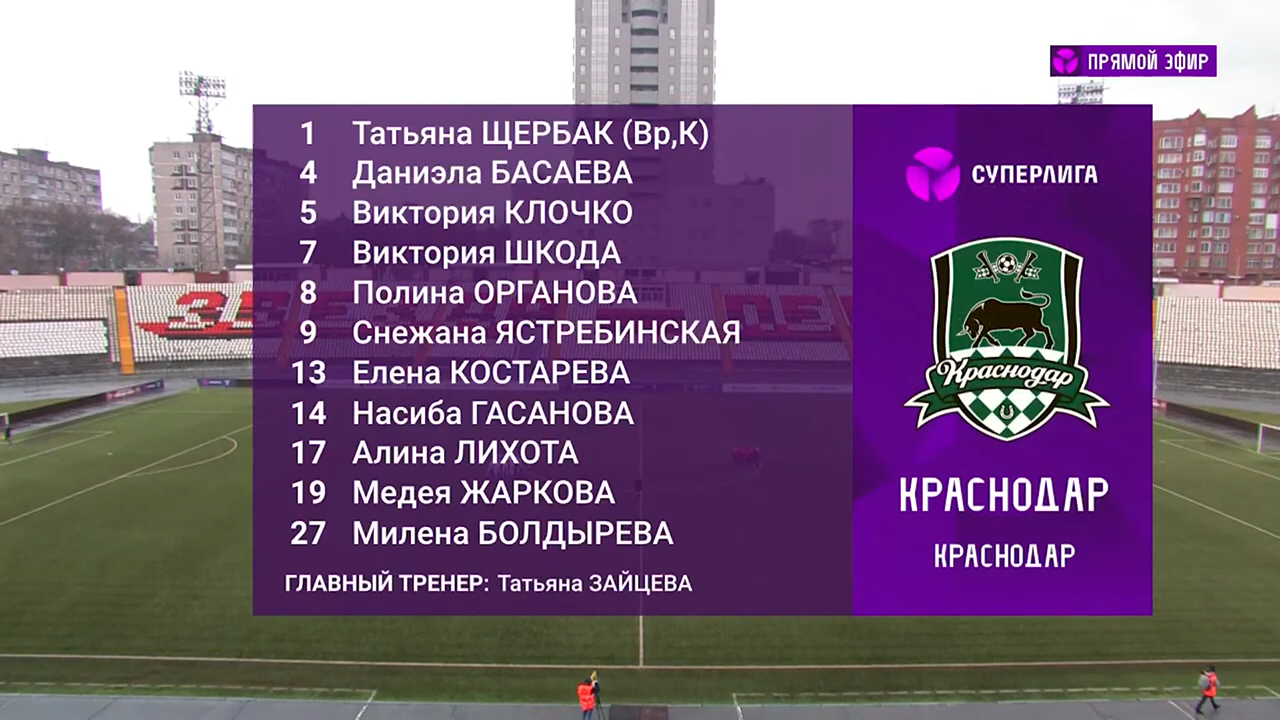 ПРЯМОЙ ЭФИР
1 Татьяна ЩЕРБАК (Вр,К)
4 Даниэла БАСАЕВА
5 Виктория КЛОЧКО
7 Виктория ШКОДА
8 Полина ОРГАНОВА
9 Снежана ЯСТРЕБИНСКАЯ
13 Елена КОСТАРЕВА
14 Насиба ГАСАНОВА
17 Алина ЛИХОТА
19 Медея ЖАРКОВА
27 Милена БОЛДЫРЕВА
ГЛАВНЫЙ ТРЕНЕР: Татьяна ЗАЙЦЕВА
СУПЕРЛИГА
Краснодар
КРАСНОДАР
КРАСНОДАР